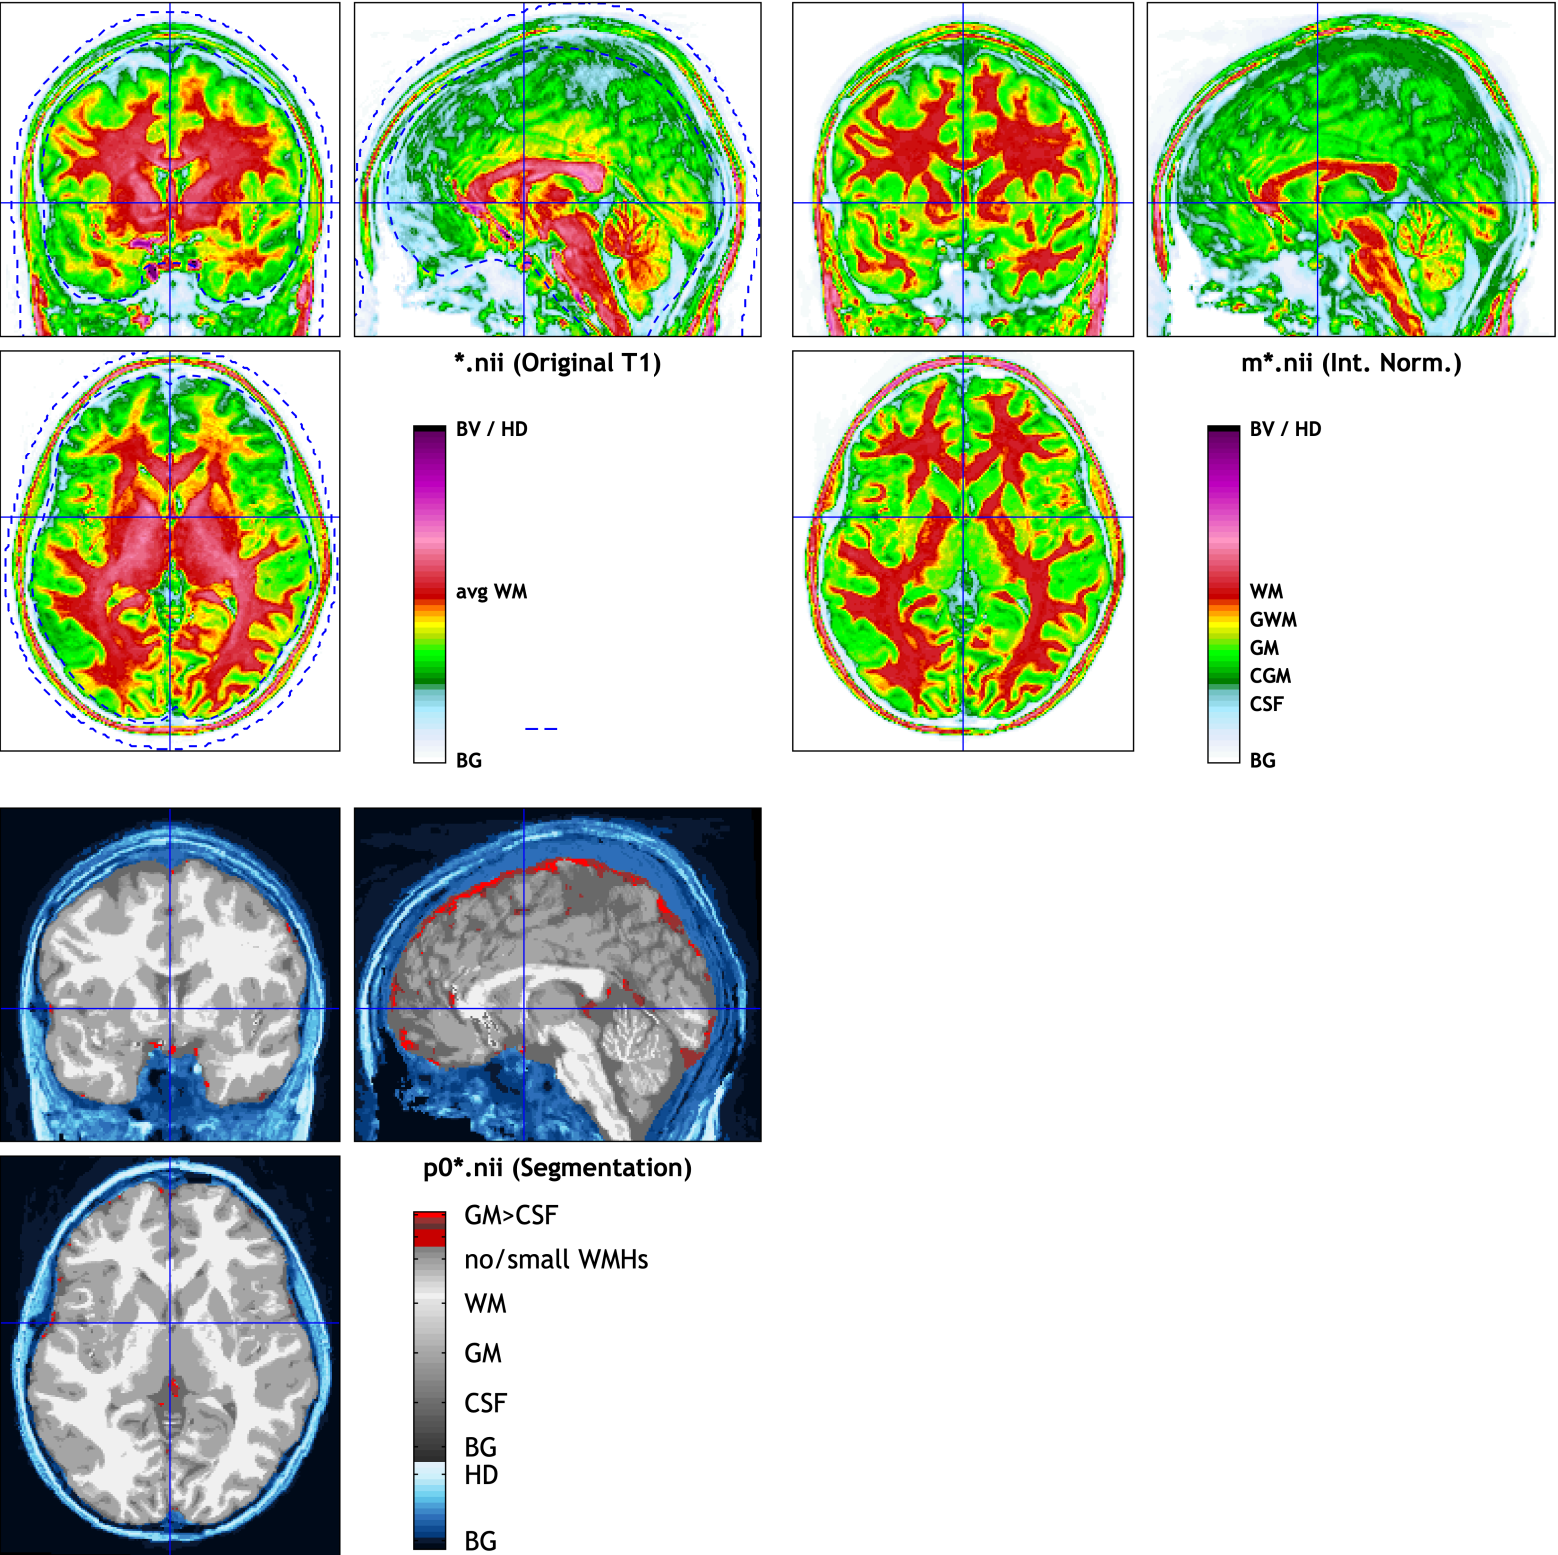 *.nii (Original T1)
BV / HD
avg WM
BG
m*.nii (Int. Norm.)
BV / HD
WM
GWM
GM
CGM
CSF
BG
p0*.nii (Segmentation)
GM>CSF
no/small WMHs
WM
GM
CSF
BG
HD
BG